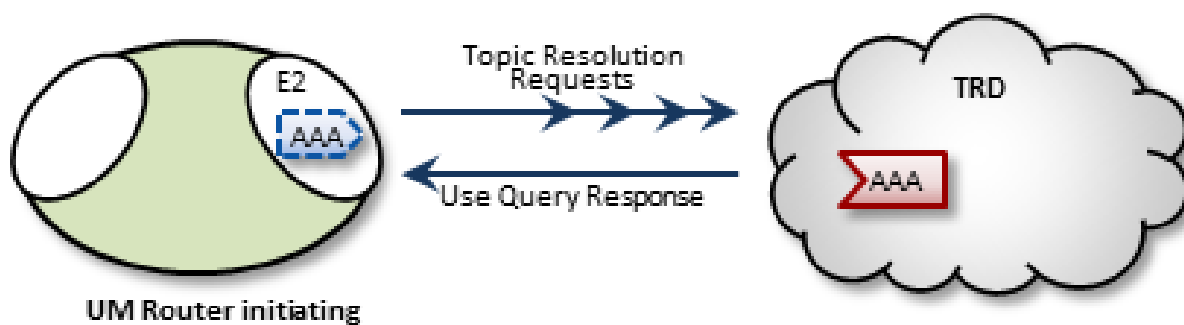 Topic Resolution
Requests
E2
TRD
AAA
AAA
Use Query Response
UM Router initiating